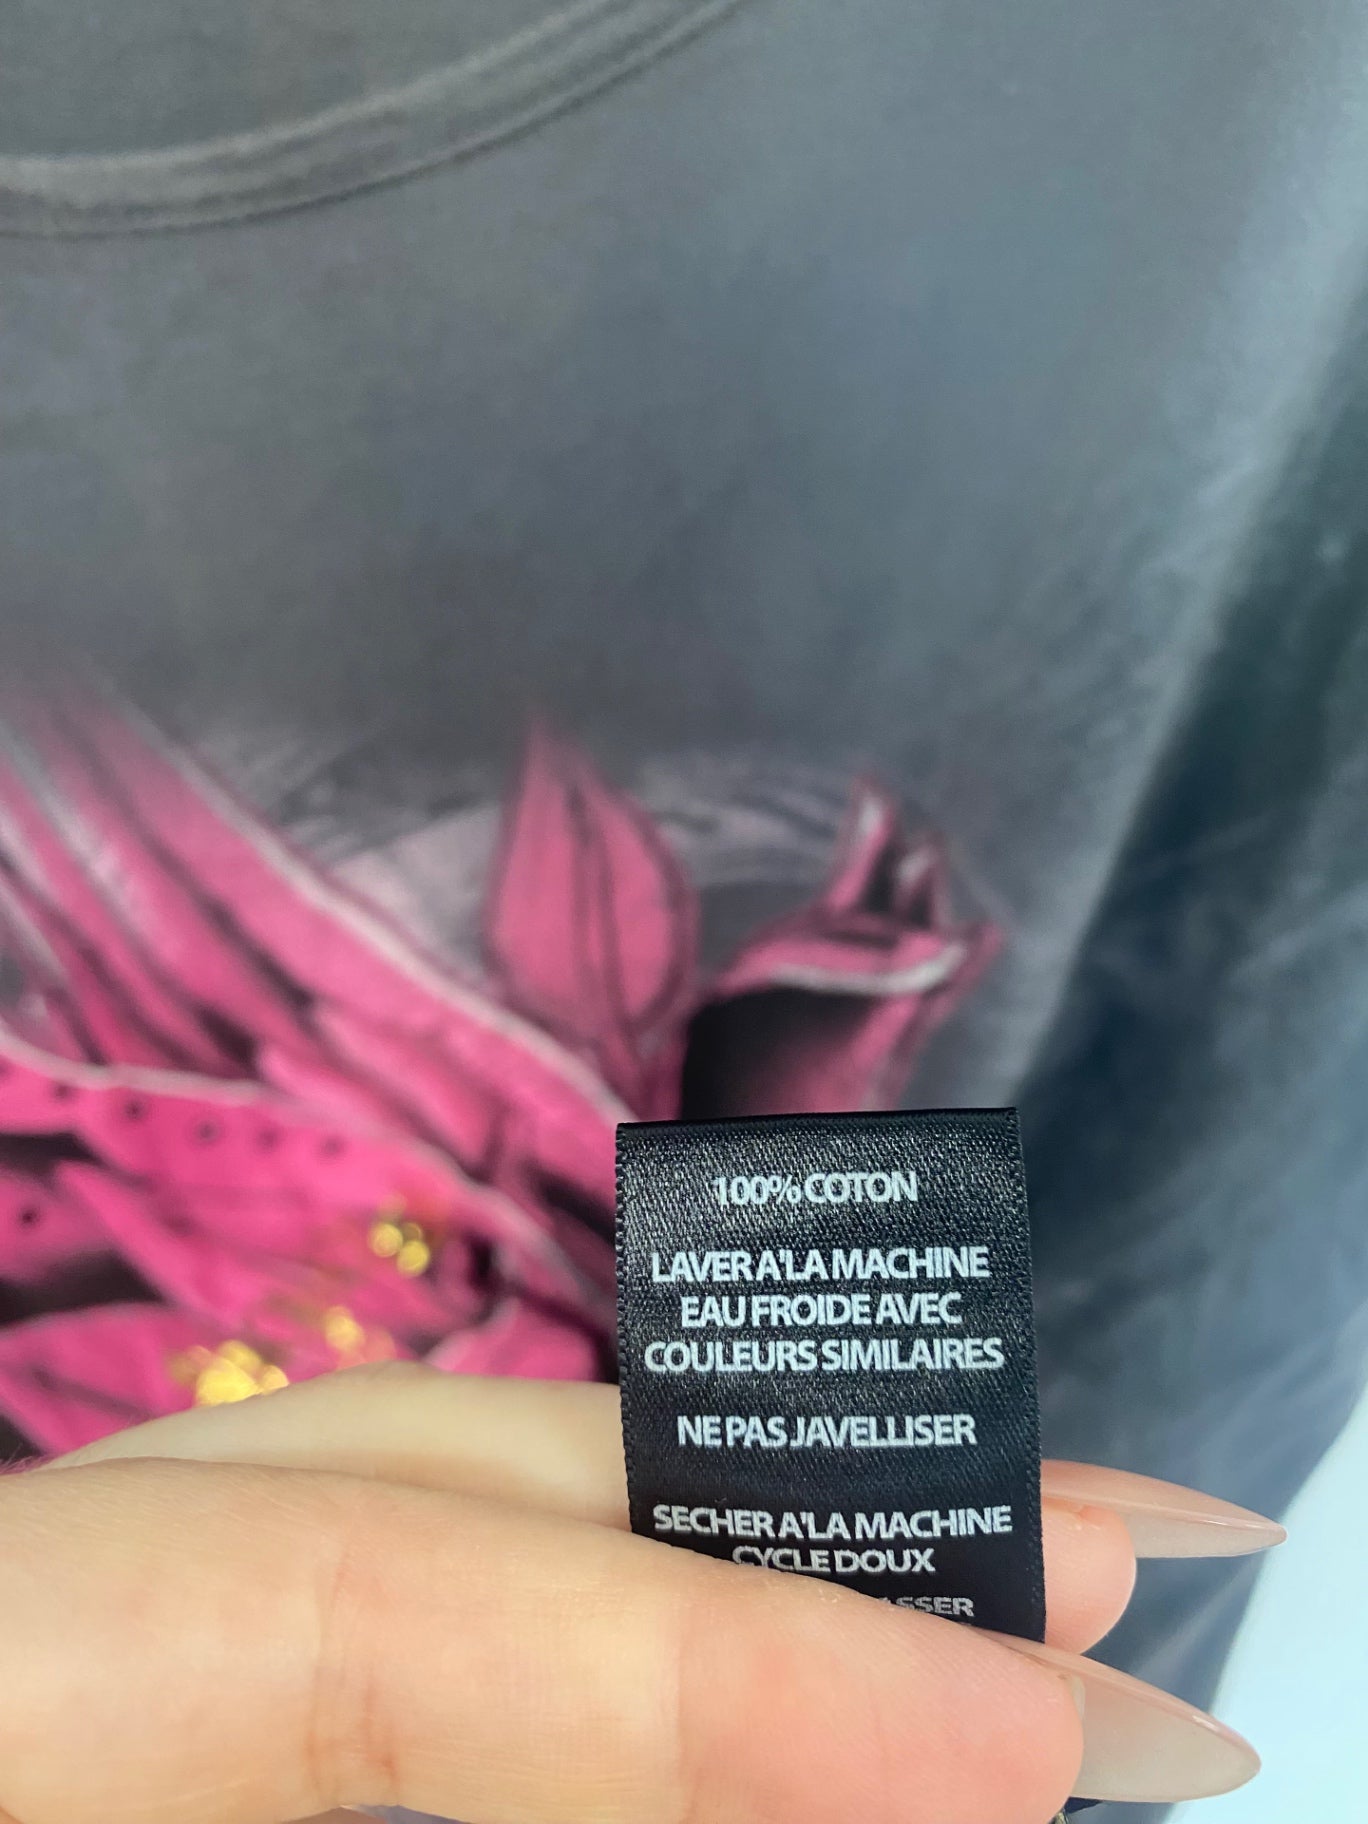 100% COTON
LAVER A'LA MACHINE
EAU FROIDE AVEC
COULEURS SIMILAIRES
NE PAS JAVELLISER
SECHER A'LA MACHINE
CYCLE DOUX